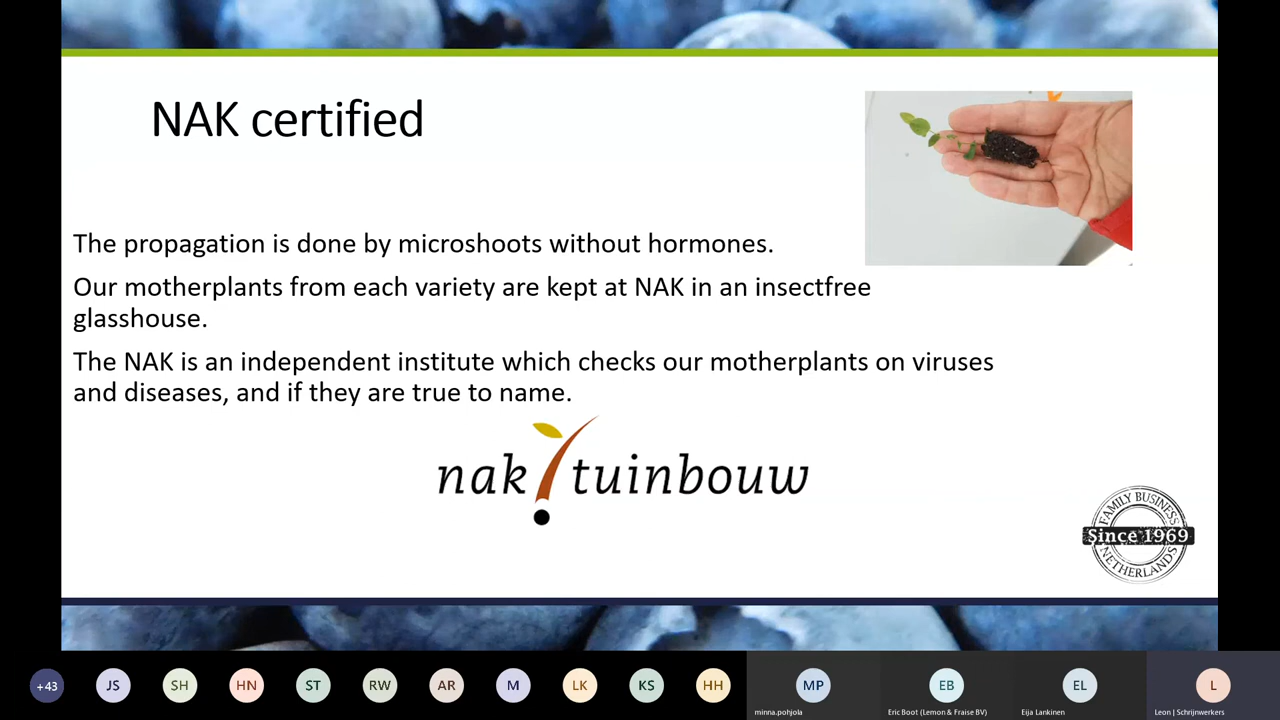 NAK certified
The propagation is done by microshoots without hormones.
Our motherplants from each variety are kept at NAK in an insectfree
glasshouse.
The NAK is an independent institute which checks our motherplants on viruses
and diseases, and if they are true to name.
nak tuinbouw
FAMILY BUSINESS
Since 1969
NETHERLANDS
+43 JS SH HN ST RW AR M LK KS HH MP EB EL L
minna.pohjola Eric Boot (Lemon & Fraise BV) Eija Lankinen Leon | Schrijnwerkers